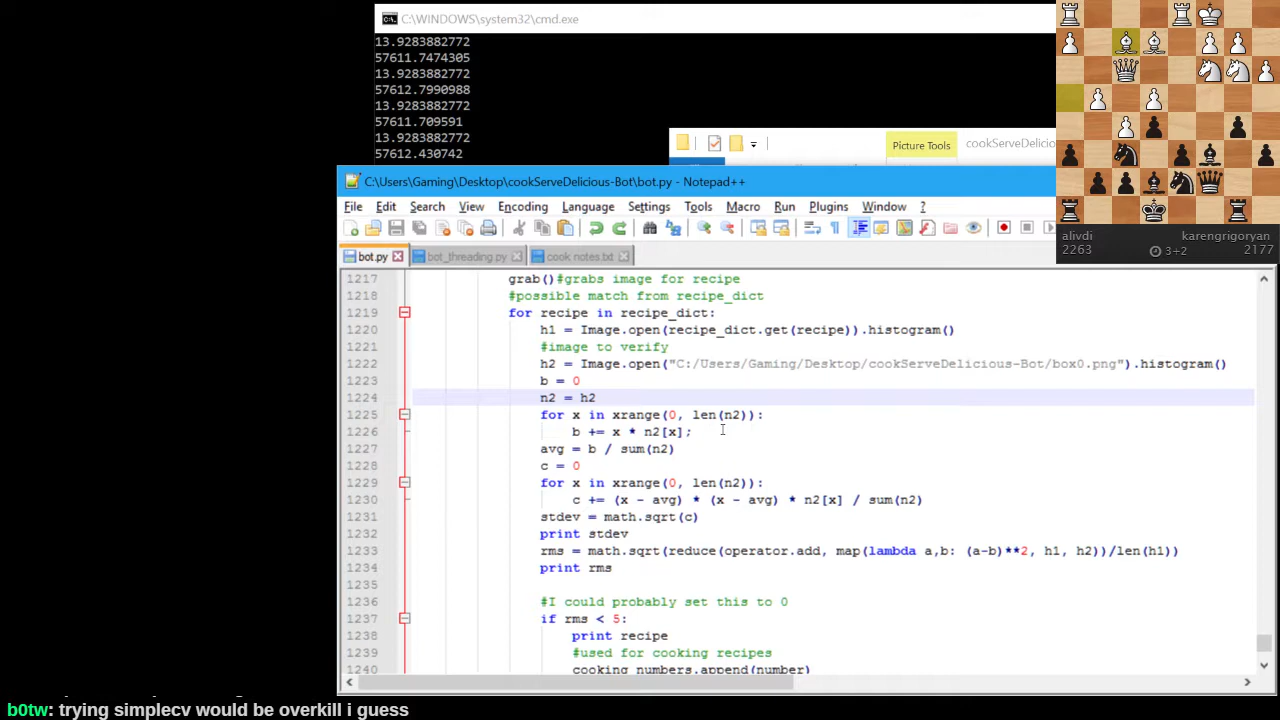 C:\WINDOWS\system32\cmd.exe
13.9283882772
57611.7474305
13.9283882772
57612.7990988
13.9283882772
57611.709591
13.9283882772
57612.430742
Picture Tools
cookServeDelicious
alivdi
karengrigoryan
2263
3+2
2177
C:\Users\Gaming\Desktop\cookServeDelicious-Bot\bot.py - Notepad++
File Edit Search View Encoding Language Settings Tools Macro Run Plugins Window ?
bot.py bot_threading.py cook notes.txt
1217 grab()#grabs image for recipe
1218 #possible match from recipe_dict
1219 for recipe in recipe_dict:
1220 h1 = Image.open(recipe_dict.get(recipe)).histogram()
1221 #image to verify
1222 h2 = Image.open("C:/Users/Gaming/Desktop/cookServeDelicious-Bot/box0.png").histogram()
1223 b = 0
1224 n2 = h2
1225 for x in xrange(0, len(n2)):
1226 b += x * n2[x];
1227 avg = b / sum(n2)
1228 c = 0
1229 for x in xrange(0, len(n2)):
1230 c += (x - avg) * (x - avg) * n2[x] / sum(n2)
1231 stdev = math.sqrt(c)
1232 print stdev
1233 rms = math.sqrt(reduce(operator.add, map(lambda a,b: (a-b)**2, h1, h2))/len(h1))
1234 print rms
1235
1236 #I could probably set this to 0
1237 if rms < 5:
1238 print recipe
1239 #used for cooking recipes
1240 cooking_numbers.append(number)
b0tw: trying simplecv would be overkill i guess